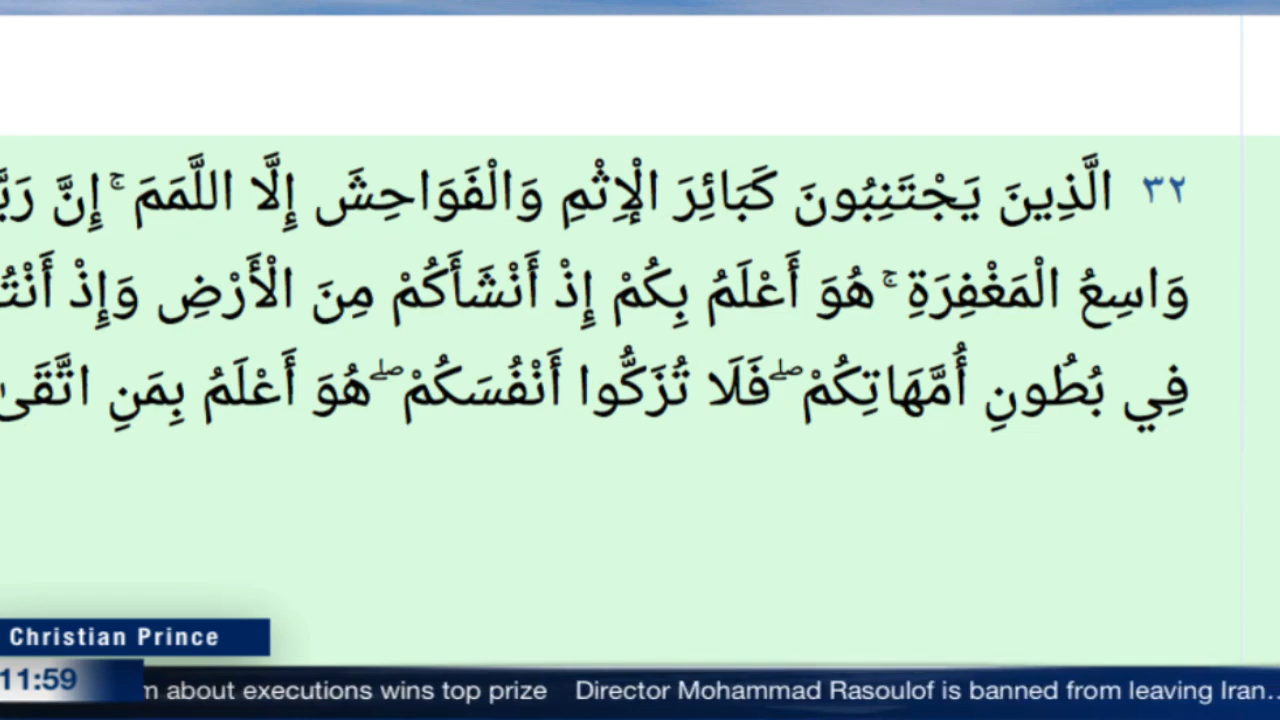 ٣٢ الَّذِينَ يَجْتَنِبُونَ كَبَائِرَ الْإِثْمِ وَالْفَوَاحِشَ إِلَّا اللَّمَمَ ۚ إِنَّ
وَاسِعُ الْمَغْفِرَةِ ۚ هُوَ أَعْلَمُ بِكُمْ إِذْ أَنْشَأَكُمْ مِنَ الْأَرْضِ وَإِذْ
فِي بُطُونِ أُمَّهَاتِكُمْ ۖ فَلَا تُزَكُّوا أَنْفُسَكُمْ ۖ هُوَ أَعْلَمُ بِمَنِ اتَّقَىٰ
Christian Prince
11:59
m about executions wins top prize Director Mohammad Rasoulof is banned from leaving Iran..